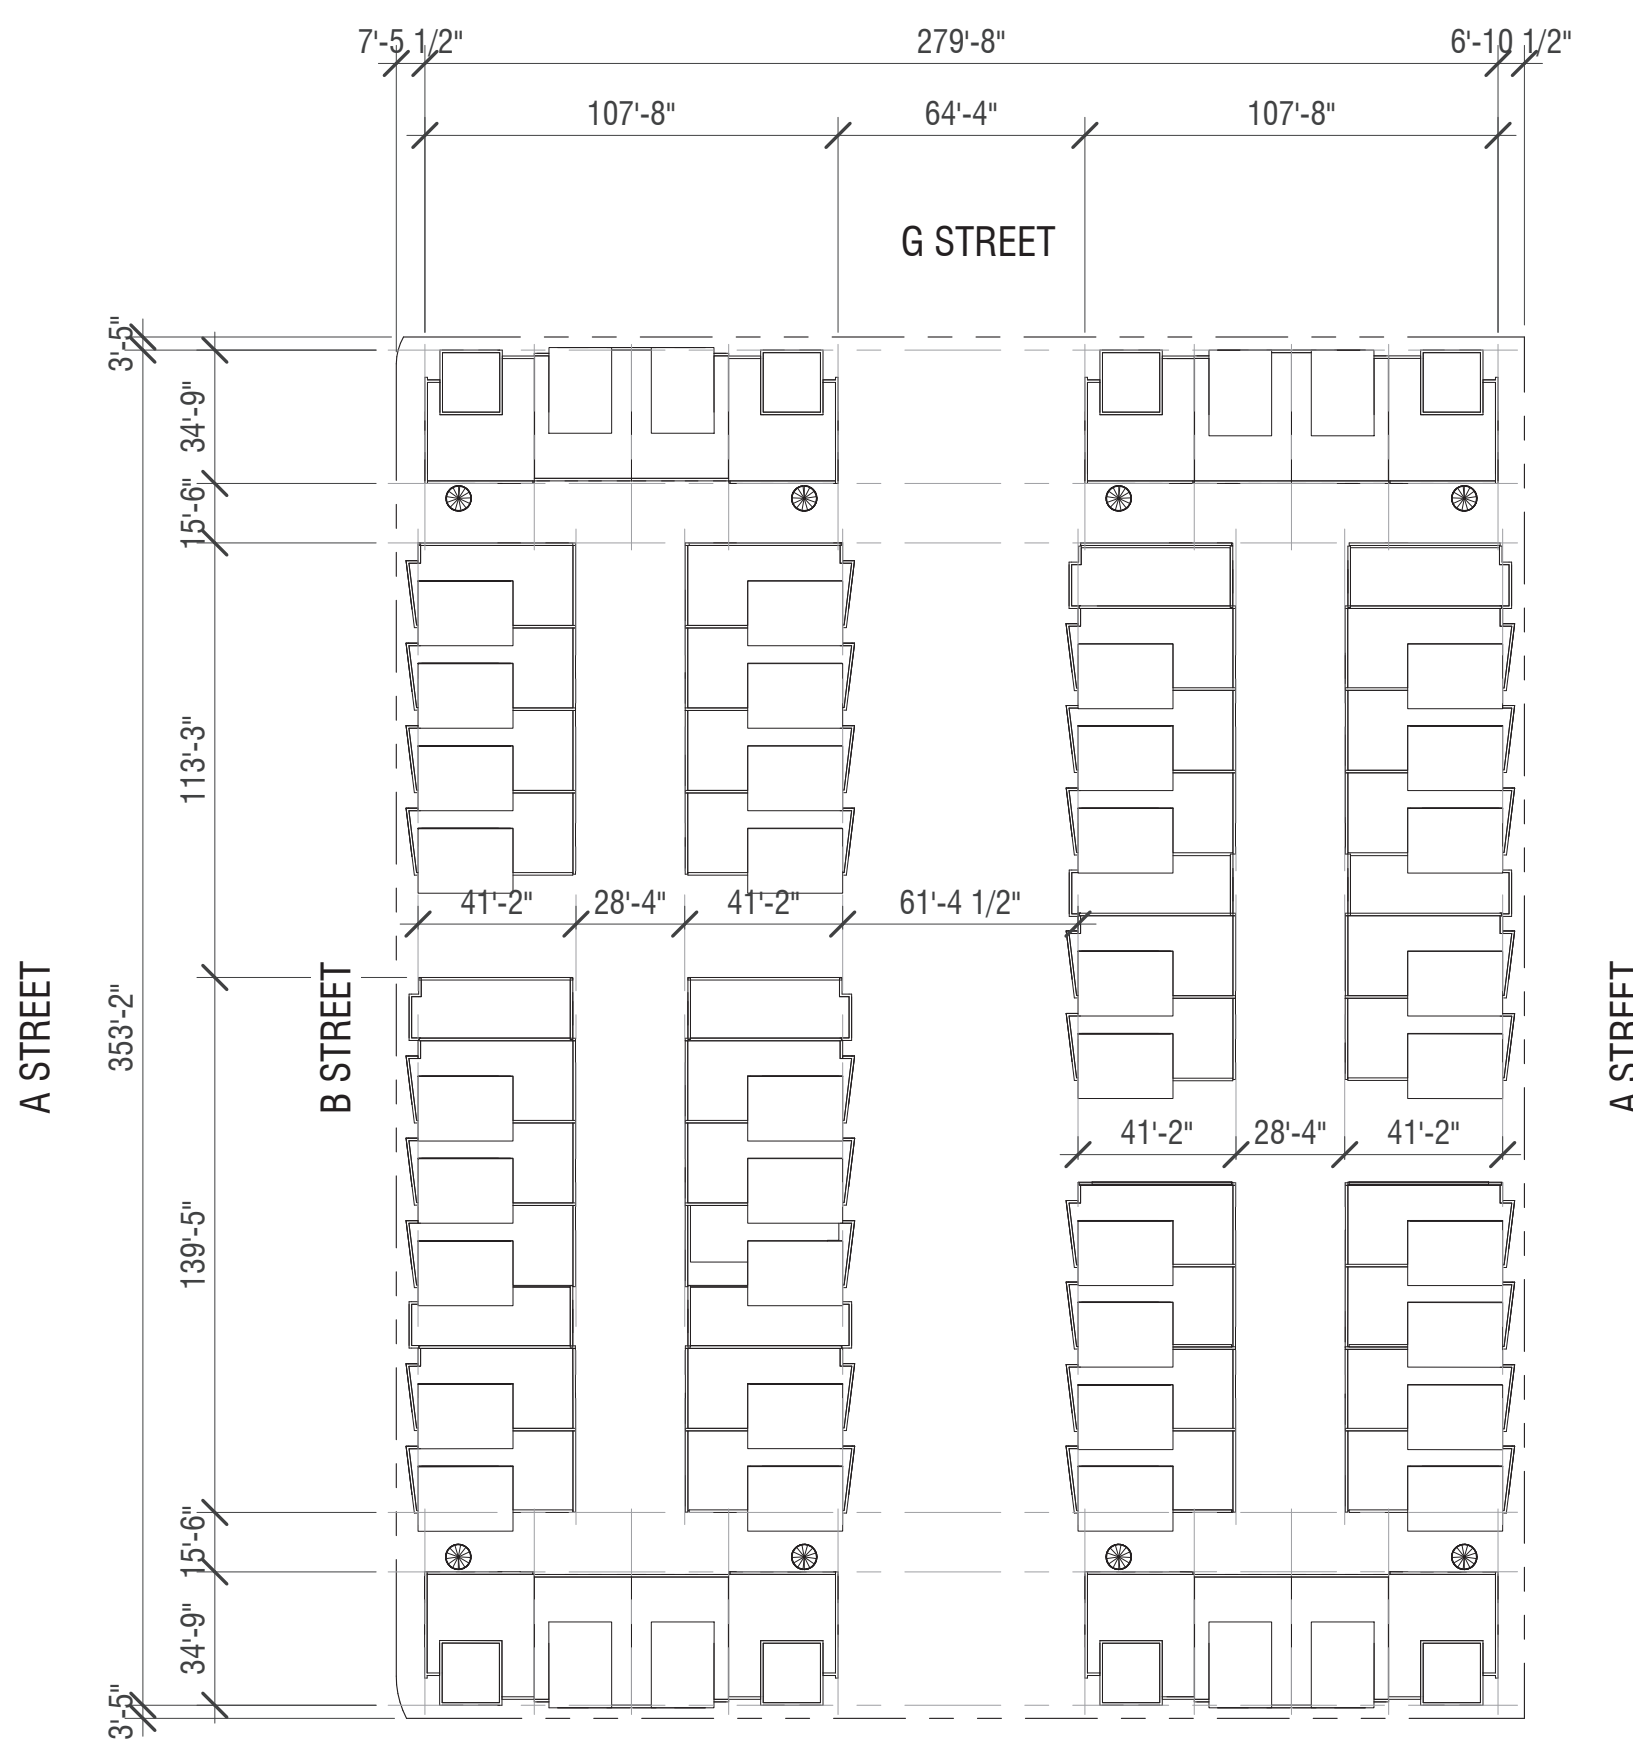 7'-5 1/2" 279'-8" 6'-10 1/2"
107'-8" 64'-4" 107'-8"
G STREET
3'-5"
34'-9"
15'-6"
113'-3"
41'-2" 28'-4" 41'-2" 61'-4 1/2"
A STREET
353'-2"
B STREET
A STREET
41'-2" 28'-4" 41'-2"
139'-5"
15'-6"
34'-9"
3'-5"